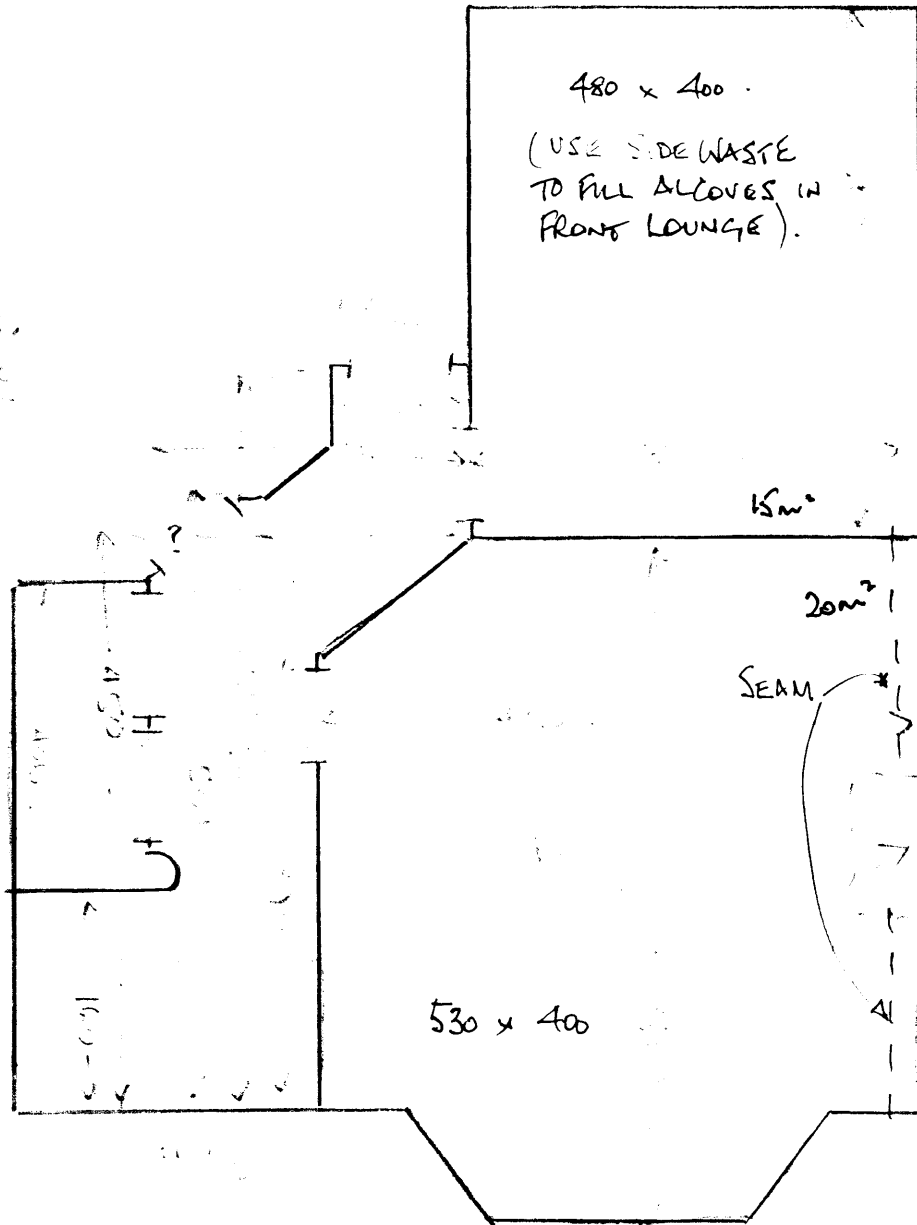 480 x 400
(USE SIDE WASTE
TO FILL ALCOVES IN
FRONT LOUNGE).
15m²
?
20m²
SEAM
530 x 400